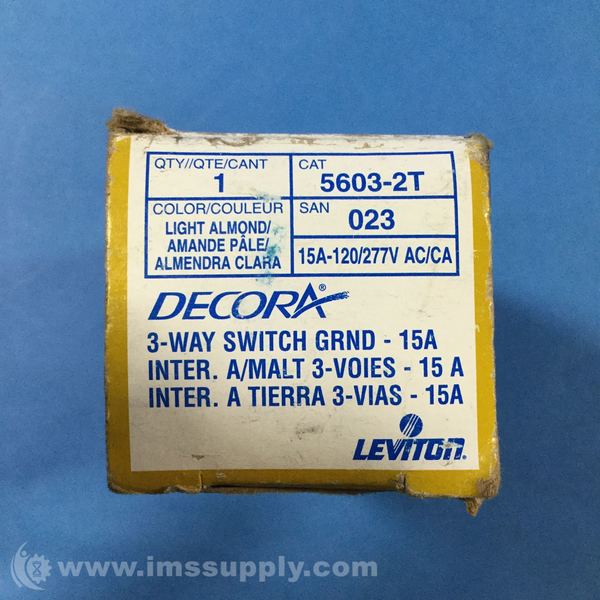 QTY//QTE/CANT
1
CAT
5603-2T
COLOR/COULEUR
LIGHT ALMOND/
AMANDE PÂLE/
ALMENDRA CLARA
SAN
023
15A-120/277V AC/CA
DECORA®
3-WAY SWITCH GRND - 15A
INTER. A/MALT 3-VOIES - 15 A
INTER. A TIERRA 3-VIAS - 15A
LEVITON.
www.imssupply.com